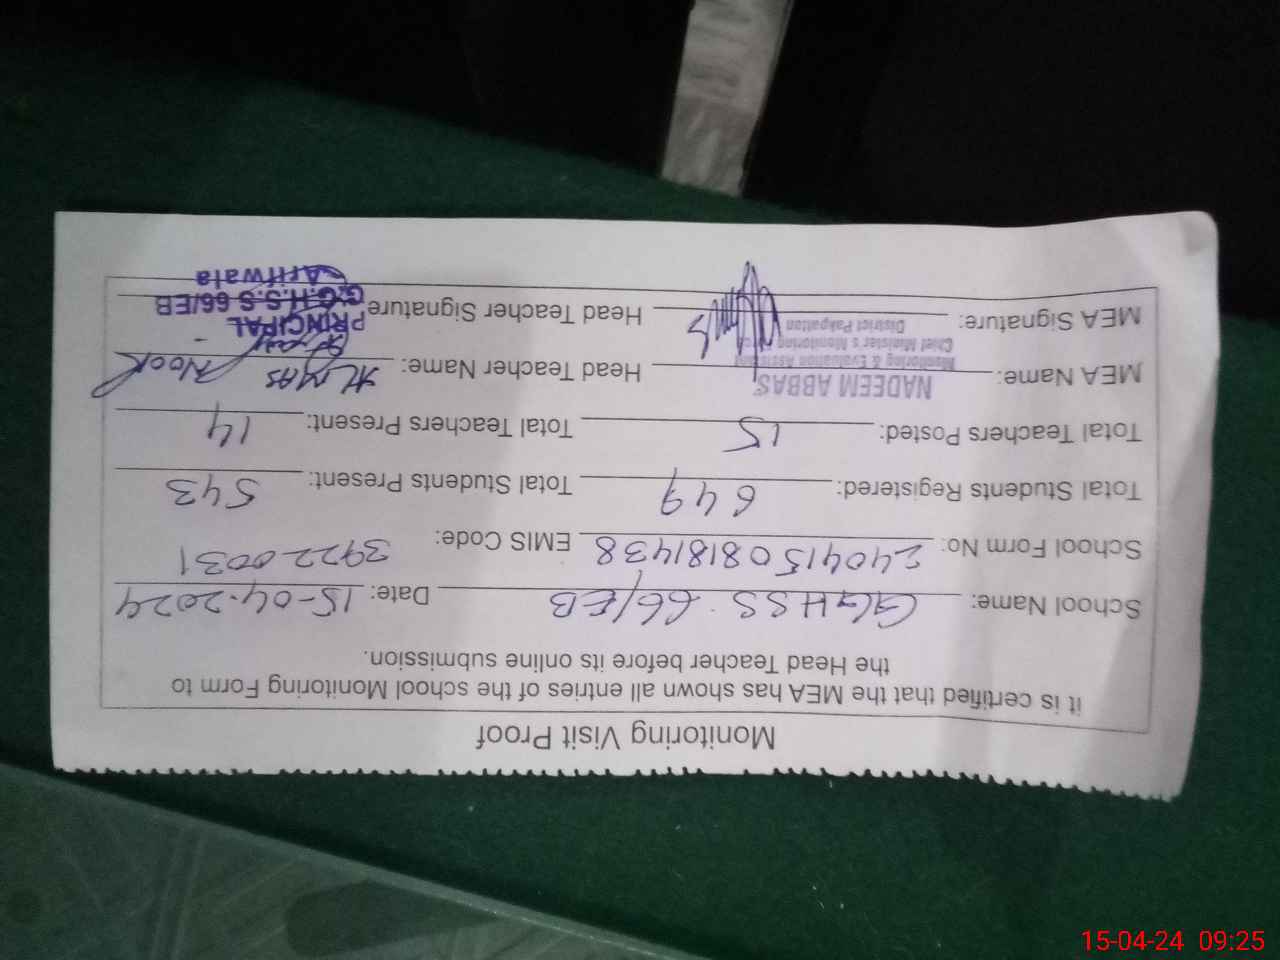 Monitoring Visit Proof
it is certified that the MEA has shown all entries of the school Monitoring Form to
the Head Teacher before its online submission.
School Name: GGHSS 66/EB Date: 15-04-2024
School Form No: 24041508181438 EMIS Code: 39220031
Total Students Registered: 649 Total Students Present: 543
Total Teachers Posted: 15 Total Teachers Present: 14
MEA Name: NADEEM ABBAS Head Teacher Name: Almas Noor
Monitoring & Evaluation Assistant
Chief Minister's Monitoring
District Pakpattan
MEA Signature: Head Teacher Signature
PRINCIPAL
G.G.H.S.S 66/EB
Arifwala
15-04-24 09:25